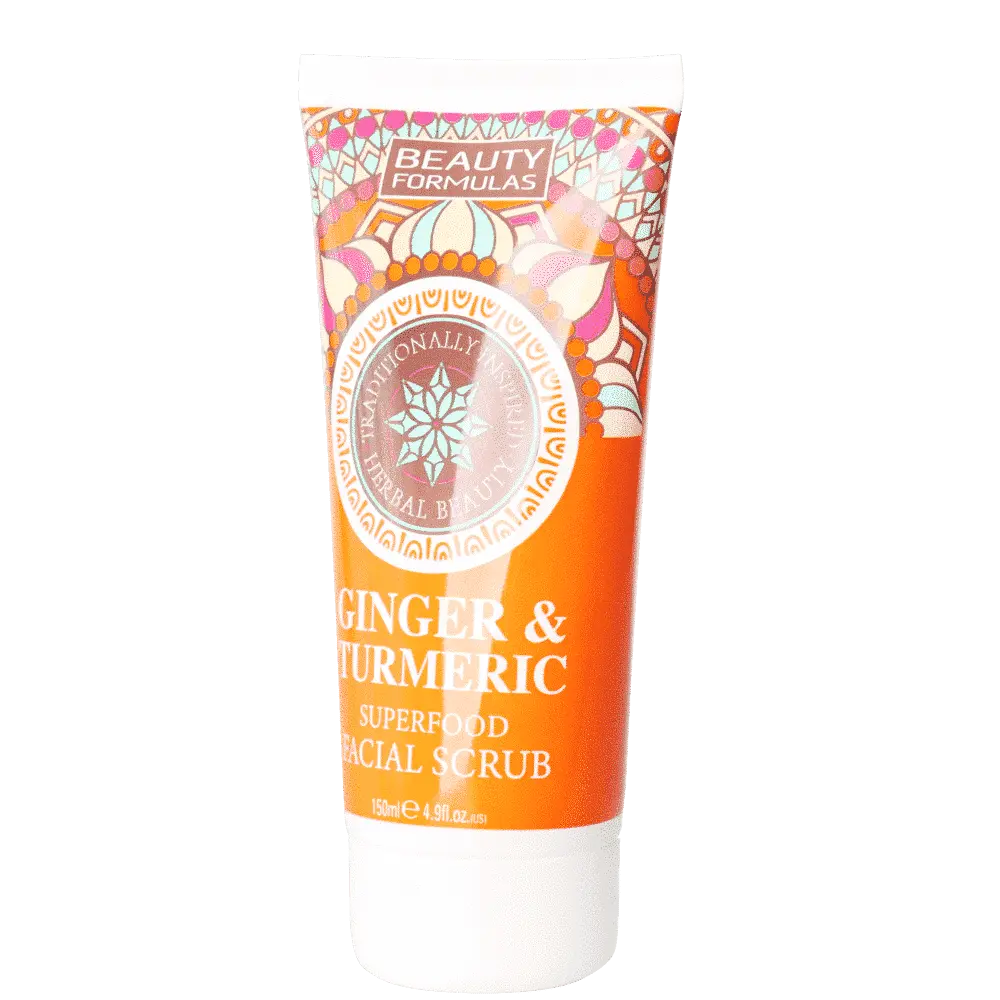 BEAUTY
FORMULAS
TRADITIONALLY INSPIRED
HERBAL BEAUTY
GINGER &
TURMERIC
SUPERFOOD
FACIAL SCRUB
150ml℮ 4.9fl.oz.(US)